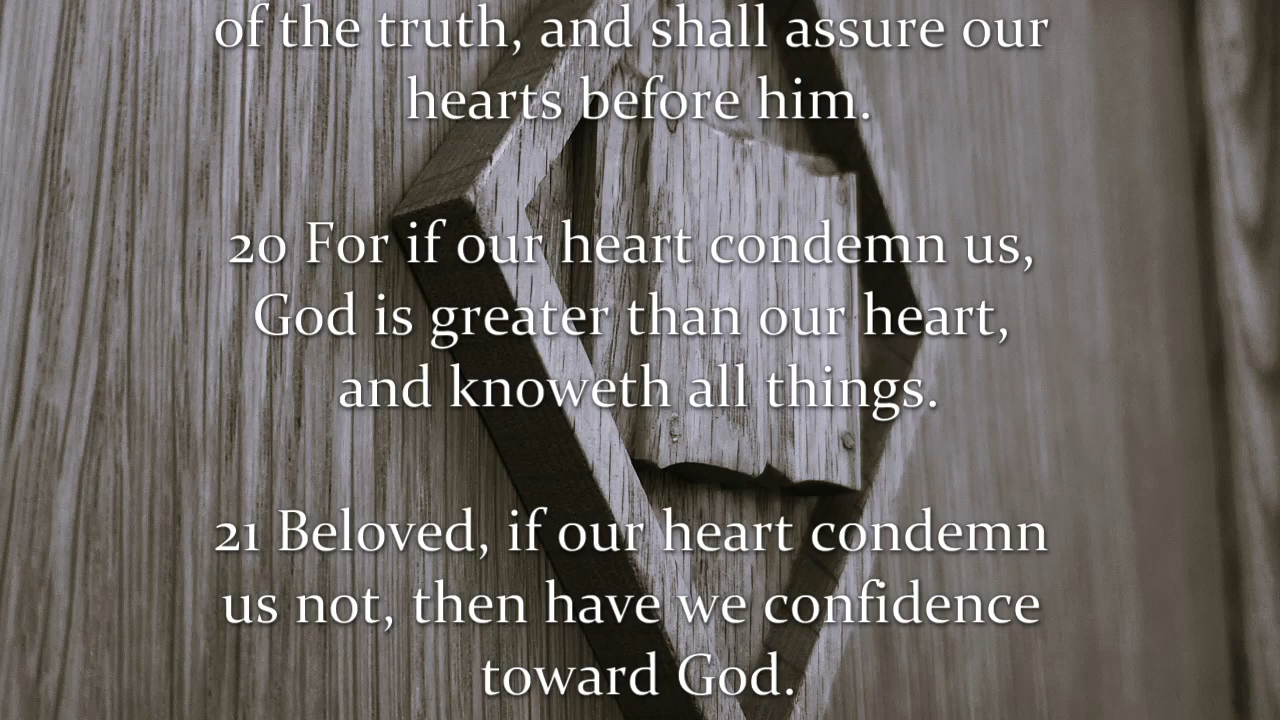 of the truth, and shall assure our
hearts before him.
20 For if our heart condemn us,
God is greater than our heart,
and knoweth all things.
21 Beloved, if our heart condemn
us not, then have we confidence
toward God.